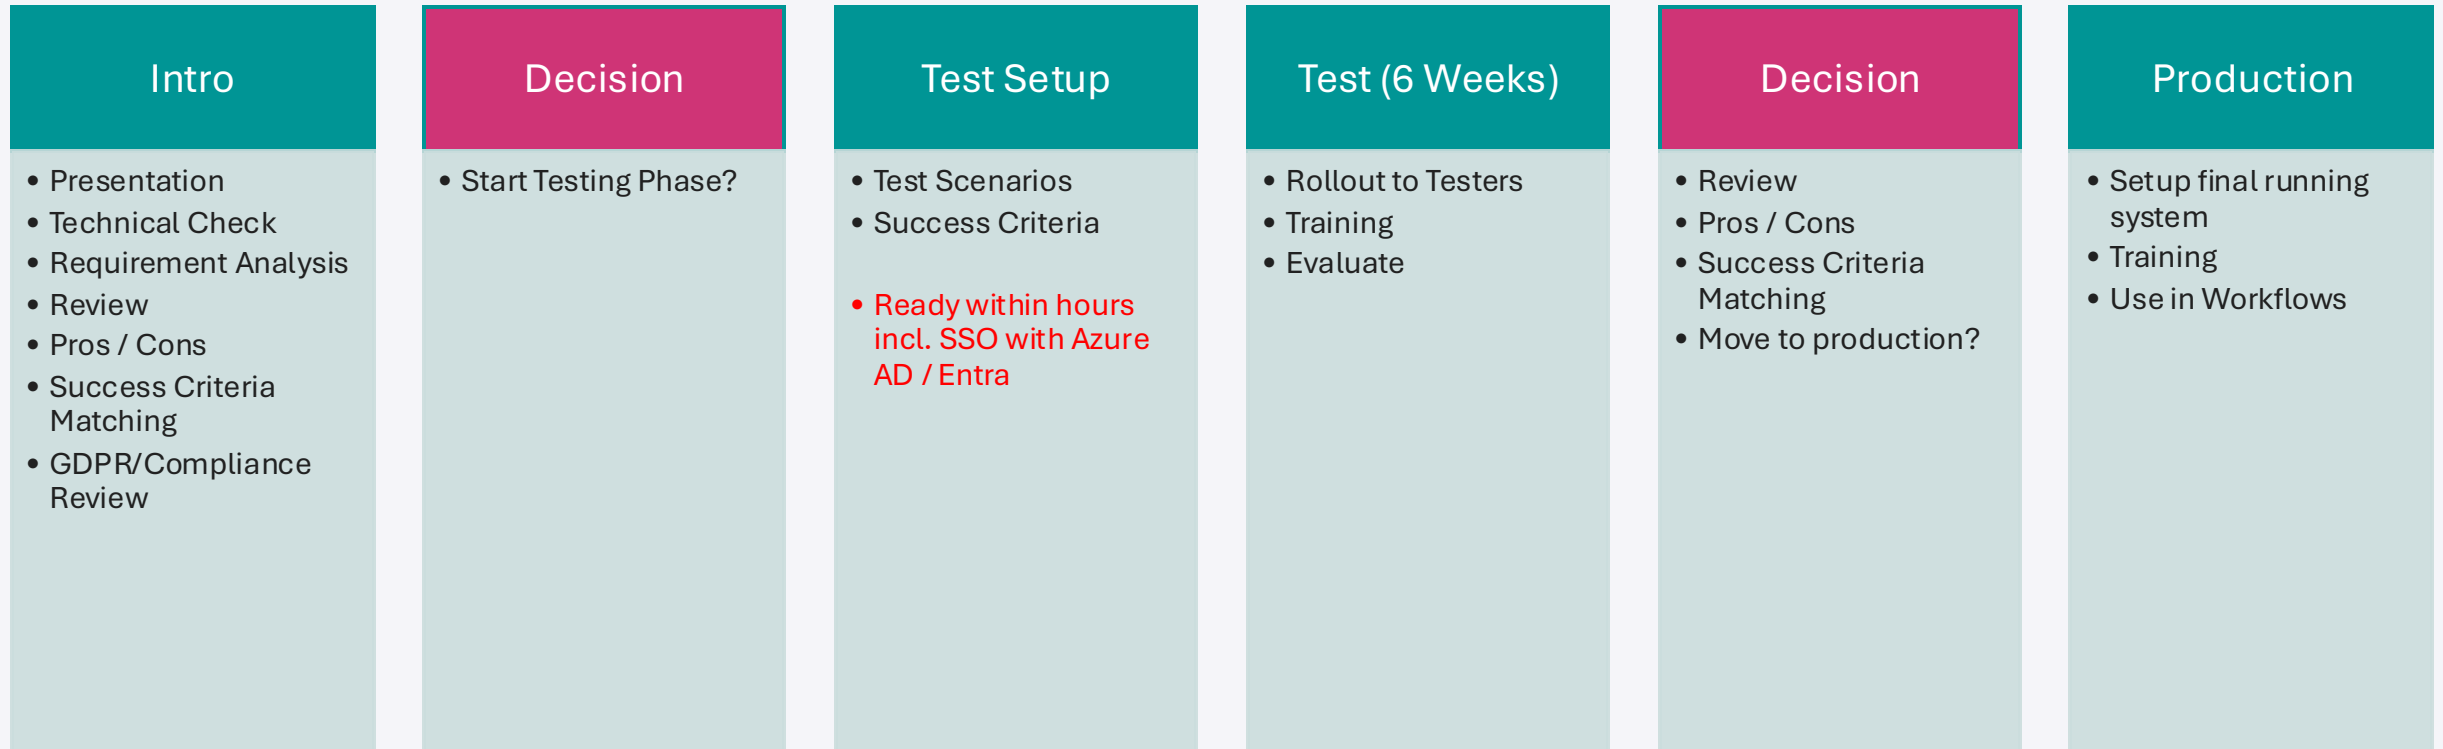 Intro
• Presentation
• Technical Check
• Requirement Analysis
• Review
• Pros / Cons
• Success Criteria
Matching
• GDPR/Compliance
Review
Decision
• Start Testing Phase?
Test Setup
• Test Scenarios
• Success Criteria
• Ready within hours
incl. SSO with Azure
AD / Entra
Test (6 Weeks)
• Rollout to Testers
• Training
• Evaluate
Decision
• Review
• Pros / Cons
• Success Criteria
Matching
• Move to production?
Production
• Setup final running
system
• Training
• Use in Workflows